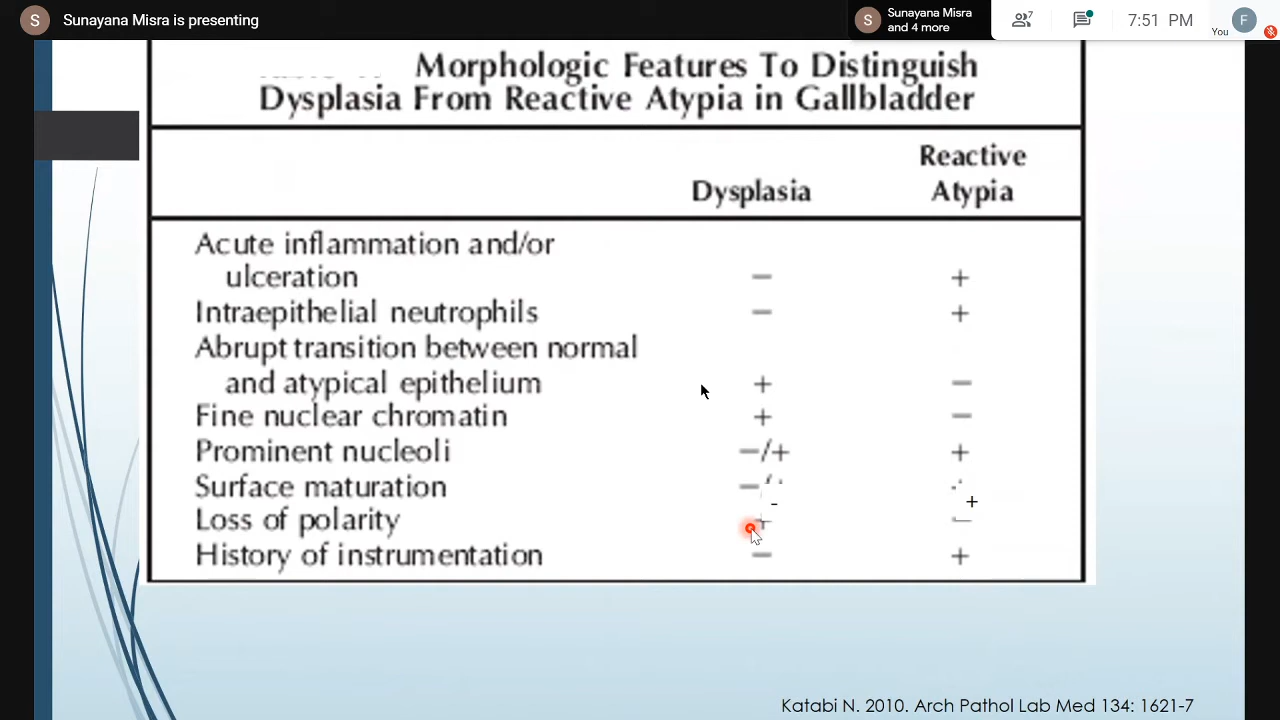 S Sunayana Misra is presenting
S Sunayana Misra and 4 more
7
7:51 PM
You
F
Morphologic Features To Distinguish
Dysplasia From Reactive Atypia in Gallbladder
Reactive
Dysplasia Atypia
Acute inflammation and/or
ulceration − +
Intraepithelial neutrophils − +
Abrupt transition between normal
and atypical epithelium + −
Fine nuclear chromatin + −
Prominent nucleoli −/+ +
Surface maturation - +
Loss of polarity + −
History of instrumentation − +
Katabi N. 2010. Arch Pathol Lab Med 134: 1621-7